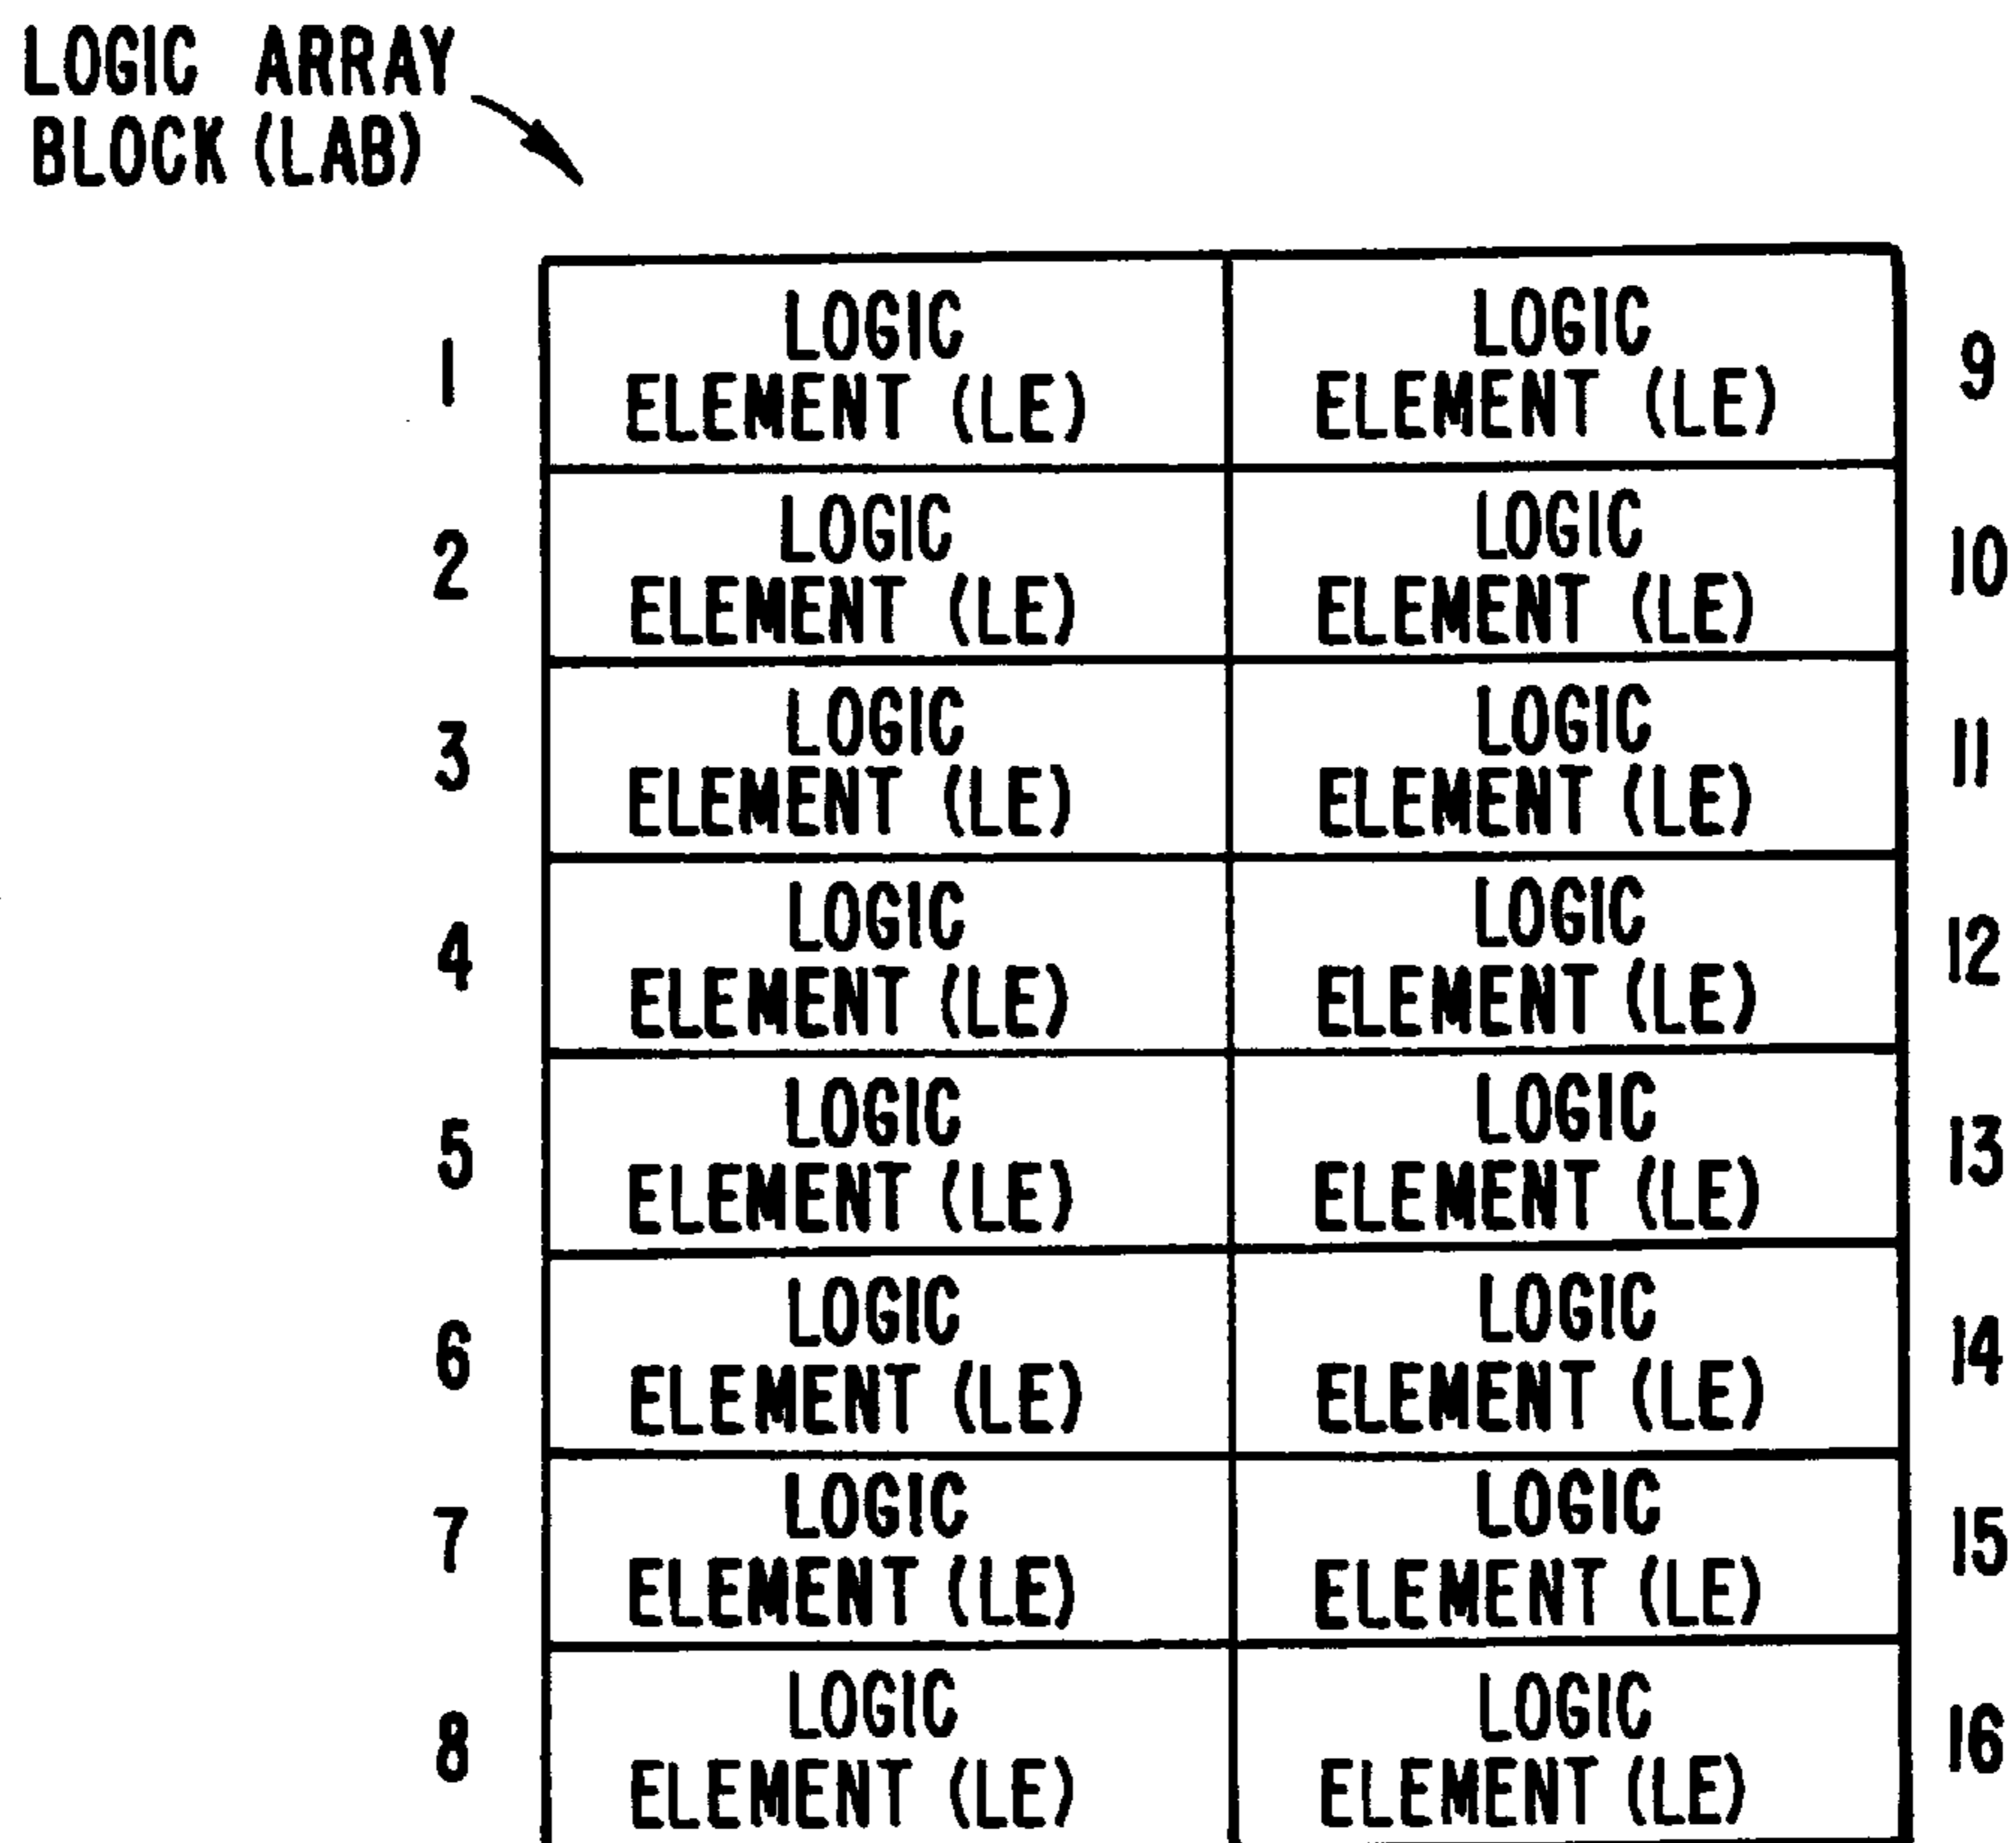 LOGIC ARRAY
BLOCK (LAB)
LOGIC LOGIC
1 ELEMENT (LE) ELEMENT (LE) 9
LOGIC LOGIC
2 ELEMENT (LE) ELEMENT (LE) 10
LOGIC LOGIC
3 ELEMENT (LE) ELEMENT (LE) 11
LOGIC LOGIC
4 ELEMENT (LE) ELEMENT (LE) 12
LOGIC LOGIC
5 ELEMENT (LE) ELEMENT (LE) 13
LOGIC LOGIC
6 ELEMENT (LE) ELEMENT (LE) 14
LOGIC LOGIC
7 ELEMENT (LE) ELEMENT (LE) 15
LOGIC LOGIC
8 ELEMENT (LE) ELEMENT (LE) 16